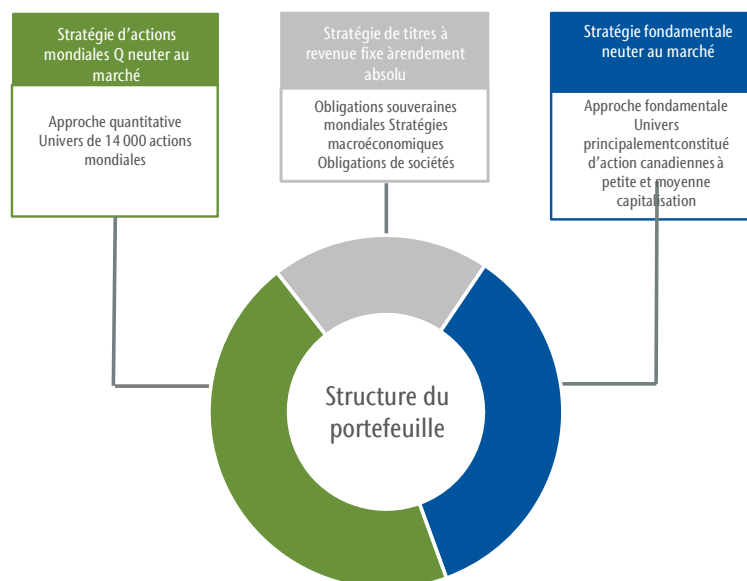 Stratégie d'actions
mondiales Q neuter au
marché
Approche quantitative
Univers de 14 000 actions
mondiales
Stratégie de titres à
revenue fixe àrendement
absolu
Obligations souveraines
mondiales Stratégies
macroéconomiques
Obligations de sociétés
Stratégie fondamentale
neuter au marché
Approche fondamentale
Univers
principalementconstitué
d'action canadiennes à
petite et moyenne
capitalisation
Structure du
portefeuille